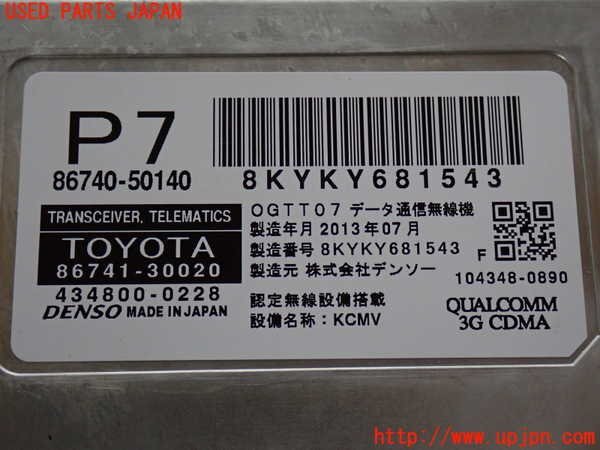 USED PARTS JAPAN
P7
86740-50140
8KYKY681543
TRANSCEIVER, TELEMATICS
TOYOTA
86741-30020
434800-0228
DENSO MADE IN JAPAN
OGTT07 データ通信無線機
製造年月 2013年07月
製造番号 8KYKY681543
製造元 株式会社デンソー
F
104348-0890
認定無線設備搭載
設備名称:KCMV
QUALCOMM
3G CDMA
http://www.upjpn.com/